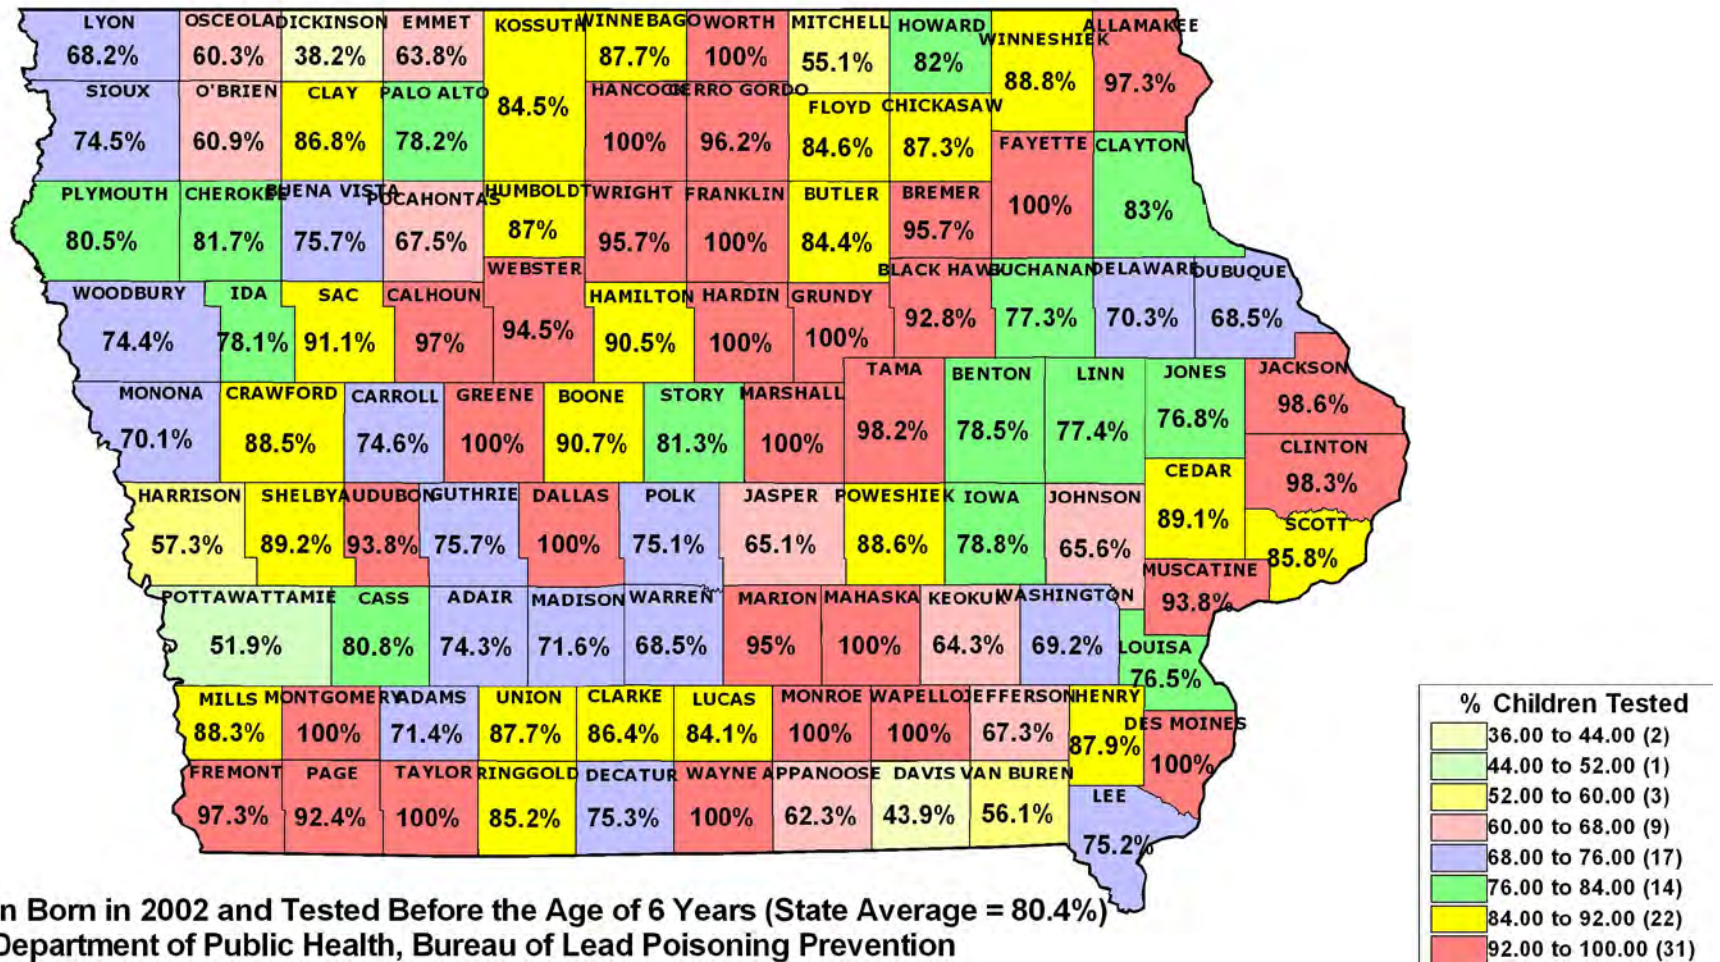 LYON OSCEOLA DICKINSON EMMET KOSSUTH WINNEBAGO WORTH MITCHELL HOWARD WINNESHIEK ALLAMAKEE
68.2% 60.3% 38.2% 63.8% 84.5% 87.7% 100% 55.1% 82% 88.8% 97.3%
SIOUX O'BRIEN CLAY PALO ALTO HANCOCK CERRO GORDO FLOYD CHICKASAW FAYETTE CLAYTON
74.5% 60.9% 86.8% 78.2% 100% 96.2% 84.6% 87.3% 100% 83%
PLYMOUTH CHEROKEE BUENA VISTA POCAHONTAS HUMBOLDT WRIGHT FRANKLIN BUTLER BREMER
80.5% 81.7% 75.7% 67.5% 87% 95.7% 100% 84.4% 95.7%
WOODBURY IDA SAC CALHOUN WEBSTER HAMILTON HARDIN GRUNDY BLACK HAWK BUCHANAN DELAWARE DUBUQUE
74.4% 78.1% 91.1% 97% 94.5% 90.5% 100% 100% 92.8% 77.3% 70.3% 68.5%
MONONA CRAWFORD CARROLL GREENE BOONE STORY MARSHALL TAMA BENTON LINN JONES JACKSON
70.1% 88.5% 74.6% 100% 90.7% 81.3% 100% 98.2% 78.5% 77.4% 76.8% 98.6%
CLINTON
98.3%
HARRISON SHELBY AUDUBON GUTHRIE DALLAS POLK JASPER POWESHIEK IOWA JOHNSON CEDAR SCOTT
57.3% 89.2% 93.8% 75.7% 100% 75.1% 65.1% 88.6% 78.8% 65.6% 89.1% 85.8%
MUSCATINE
93.8%
POTTAWATTAMIE CASS ADAIR MADISON WARREN MARION MAHASKA KEOKUK WASHINGTON LOUISA
51.9% 80.8% 74.3% 71.6% 68.5% 95% 100% 64.3% 69.2% 76.5%
MILLS MONTGOMERY ADAMS UNION CLARKE LUCAS MONROE WAPELLO JEFFERSON HENRY DES MOINES
88.3% 100% 71.4% 87.7% 86.4% 84.1% 100% 100% 67.3% 87.9% 100%
FREMONT PAGE TAYLOR RINGGOLD DECATUR WAYNE APPANOOSE DAVIS VAN BUREN LEE
97.3% 92.4% 100% 85.2% 75.3% 100% 62.3% 43.9% 56.1% 75.2%
% Children Tested
36.00 to 44.00 (2)
44.00 to 52.00 (1)
52.00 to 60.00 (3)
60.00 to 68.00 (9)
68.00 to 76.00 (17)
76.00 to 84.00 (14)
84.00 to 92.00 (22)
92.00 to 100.00 (31)
n Born in 2002 and Tested Before the Age of 6 Years (State Average = 80.4%)
Department of Public Health, Bureau of Lead Poisoning Prevention